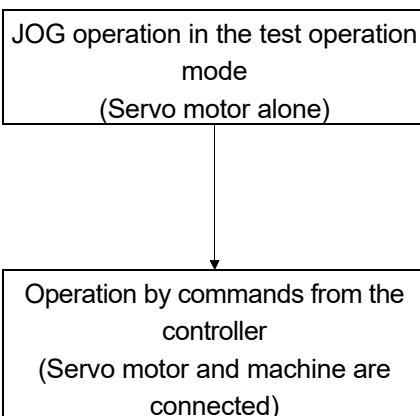 JOG operation in the test operation
mode
(Servo motor alone)
Operation by commands from the
controller
(Servo motor and machine are
connected)